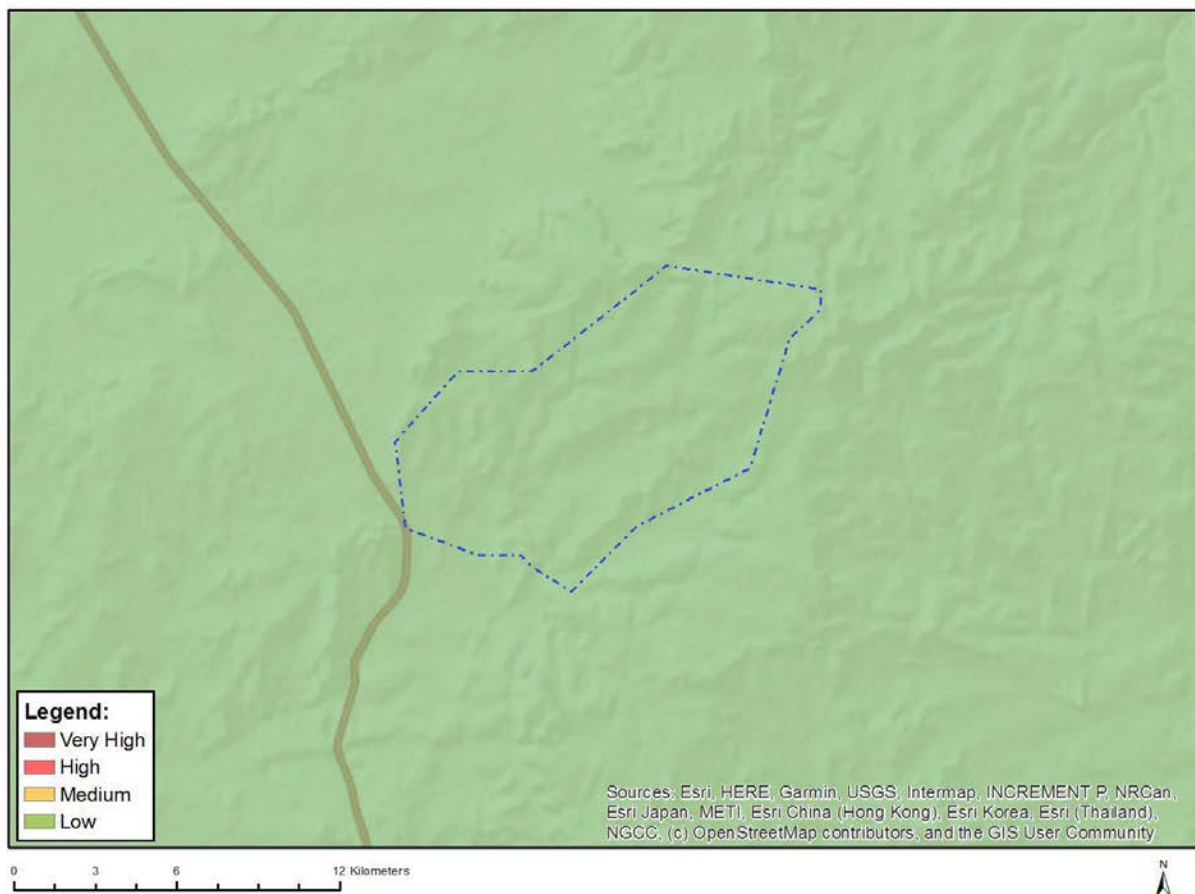 Legend:
Very High
High
Medium
Low
Sources: Esri, HERE, Garmin, USGS, Intermap, INCREMENT P, NRCan,
Esri Japan, METI, Esri China (Hong Kong), Esri Korea, Esri (Thailand),
NGCC, (c) OpenStreetMap contributors, and the GIS User Community
0 3 6 12 Kilometers
N